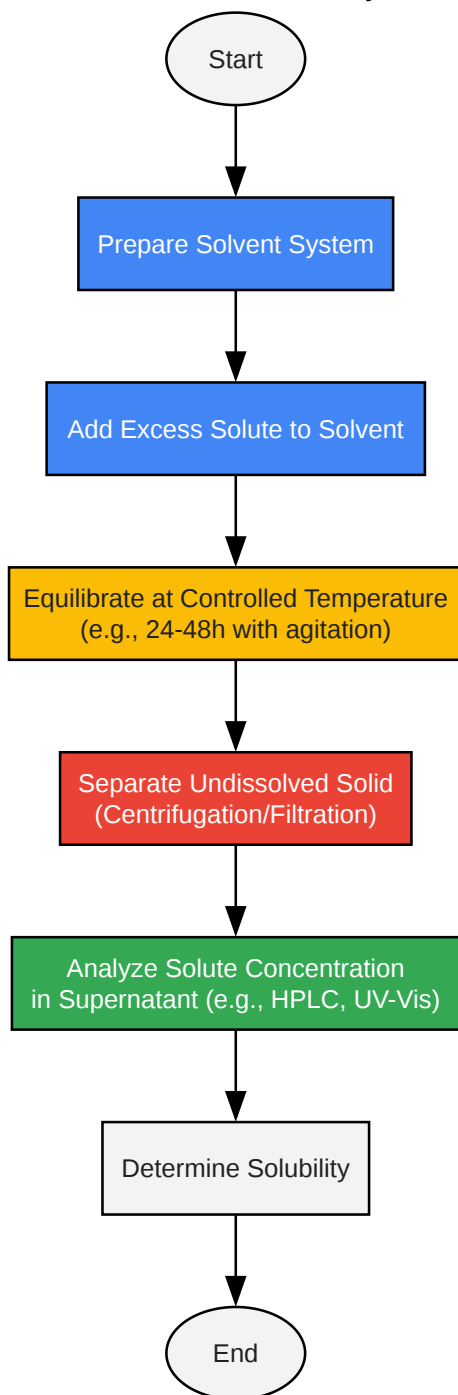 Start
Prepare Solvent System
Add Excess Solute to Solvent
Equilibrate at Controlled Temperature
(e.g., 24-48h with agitation)
Separate Undissolved Solid
(Centrifugation/Filtration)
Analyze Solute Concentration
in Supernatant (e.g., HPLC, UV-Vis)
Determine Solubility
End